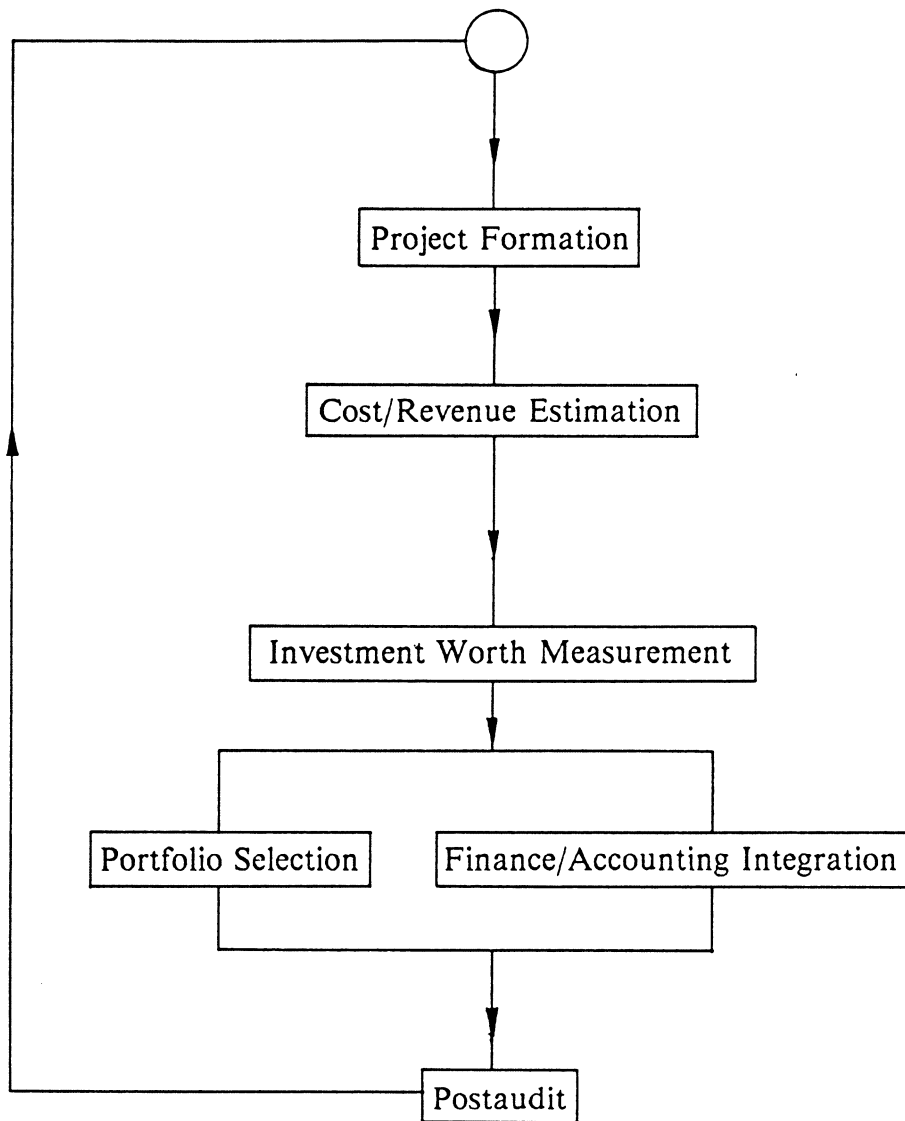 Project Formation
Cost/Revenue Estimation
Investment Worth Measurement
Portfolio Selection
Finance/Accounting Integration
Postaudit